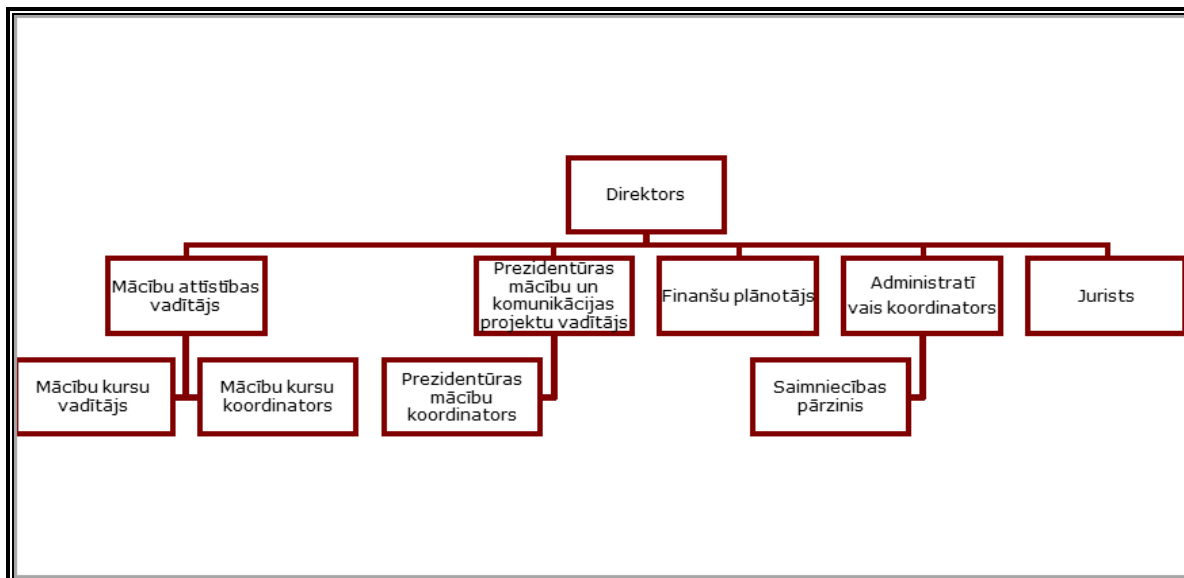 Direktors
Mācību attīstības
vadītājs
Prezidentūras
mācību un
komunikācijas
projektu vadītājs
Finanšu plānotājs
Administratī
vais koordinators
Jurists
Mācību kursu
vadītājs
Mācību kursu
koordinators
Prezidentūras
mācību
koordinators
Saimniecības
pārzinis